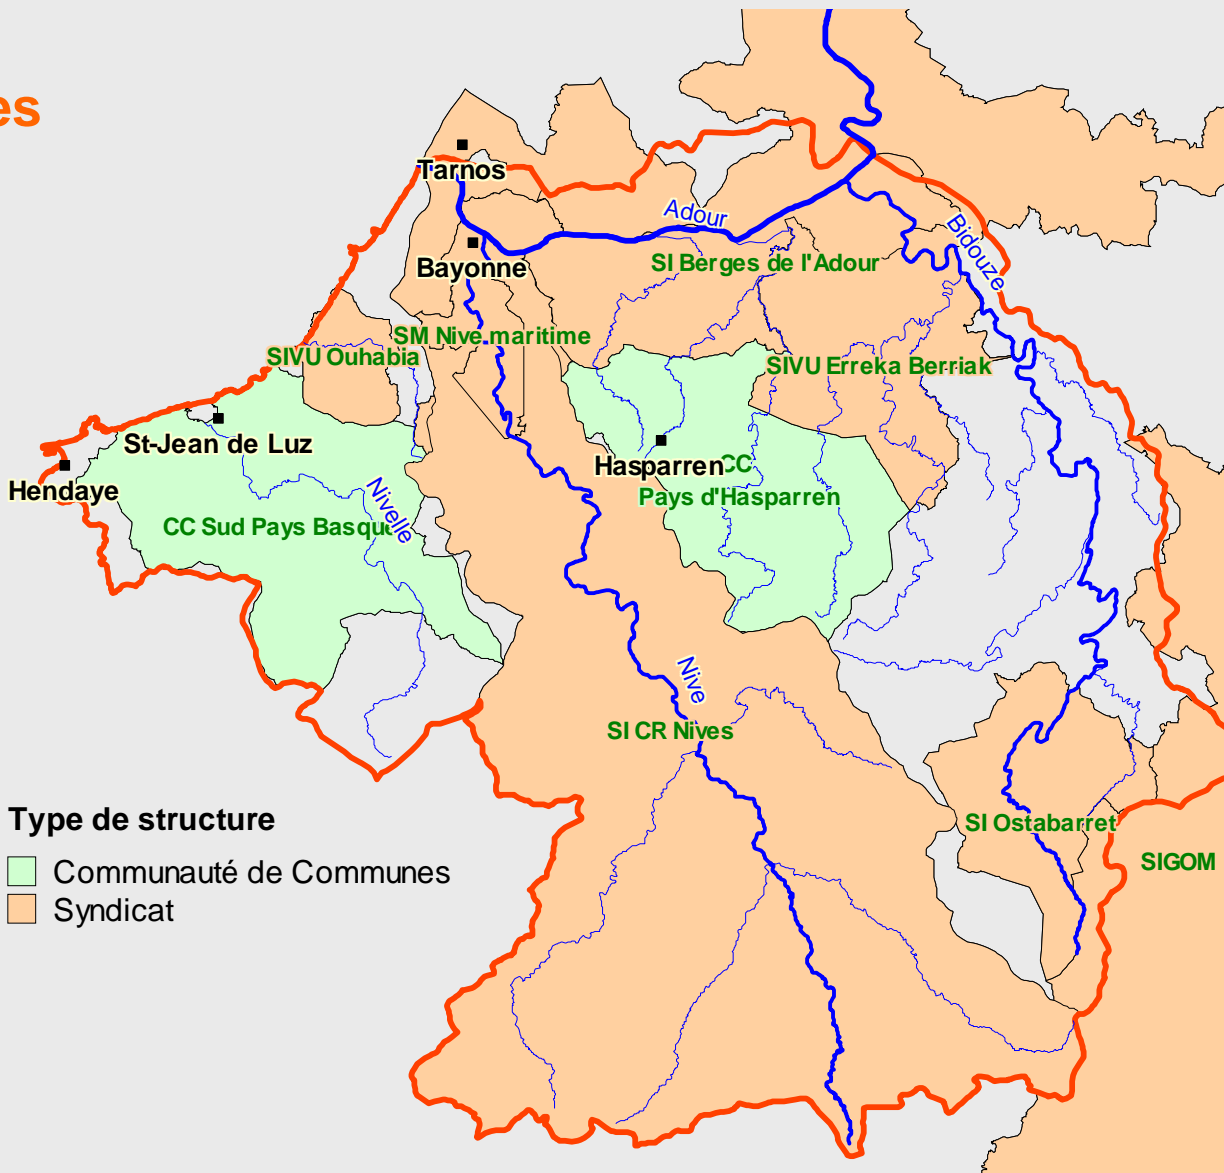 es
Tarnos
Adour
Bidouze
Bayonne
SI Berges de l'Adour
SM Nive maritime
SIVU Ouhabia
SIVU Erreka Berriak
St-Jean de Luz
Hasparren
CC
Pays d'Hasparren
Hendaye
CC Sud Pays Basque
Nivelle
Nive
SI CR Nives
SI Ostabarret
SIGOM
Type de structure
Communauté de Communes
Syndicat